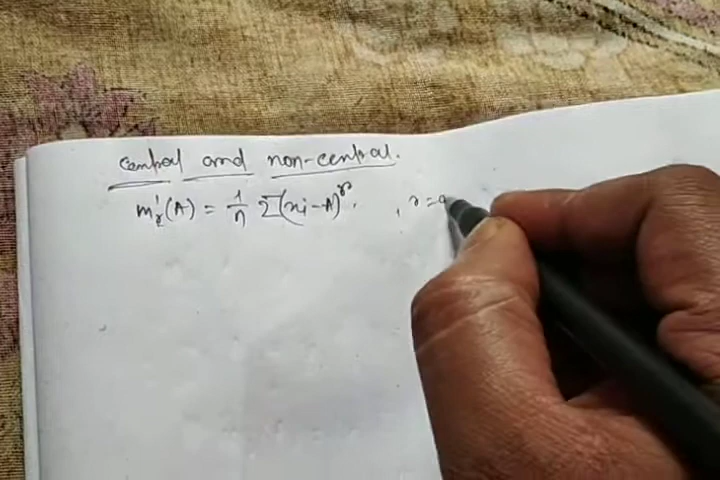 central and non-central.
m'r(A) = 1/n Σ(xi-A)^r. , r=0